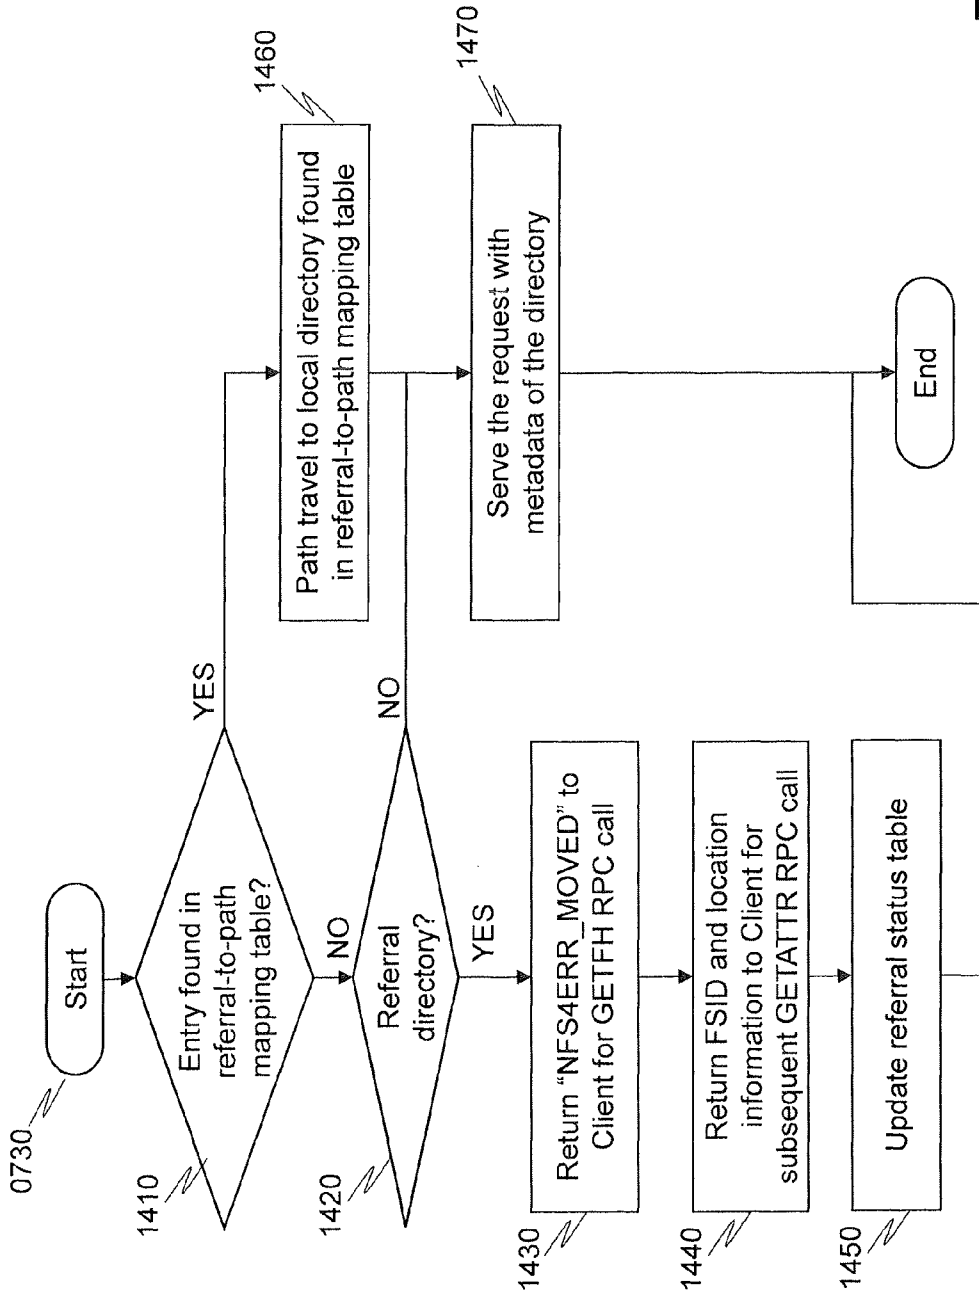 0730
Start
1410
Entry found in
referral-to-path
mapping table?
YES
NO
1420
Referral
directory?
NO
YES
1430
Return “NFS4ERR_MOVED” to
Client for GETFH RPC call
1440
Return FSID and location
information to Client for
subsequent GETATTR RPC call
1450
Update referral status table
1460
Path travel to local directory found
in referral-to-path mapping table
1470
Serve the request with
metadata of the directory
End